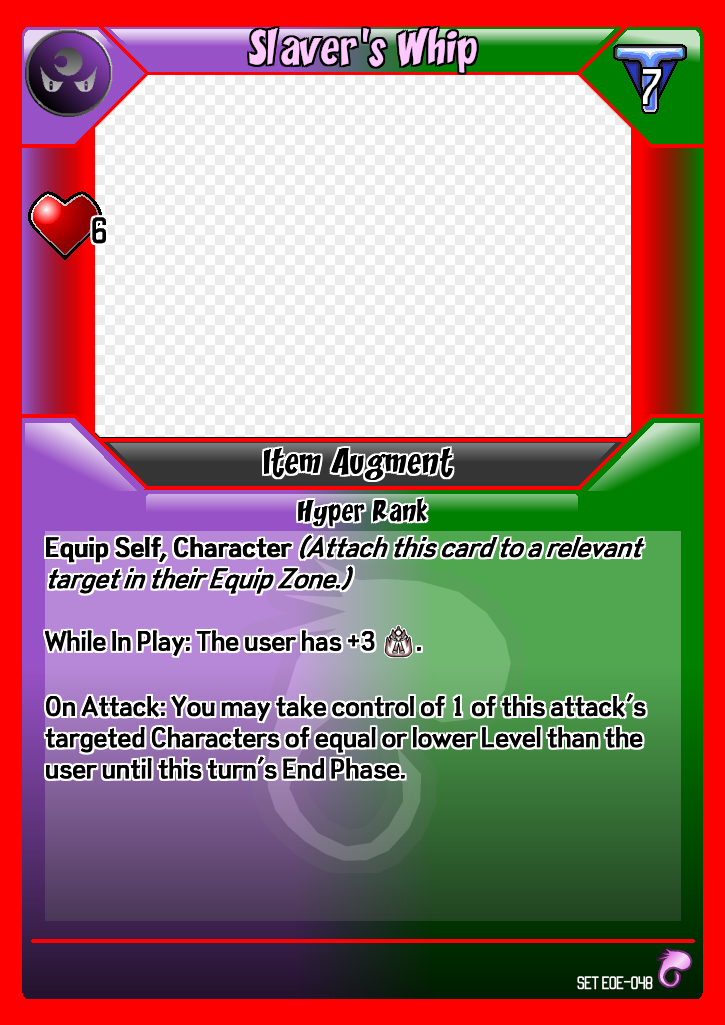 Slaver's Whip
7
6
Item Augment
Hyper Rank
Equip Self, Character (Attach this card to a relevant
target in their Equip Zone.)
While In Play: The user has +3 .
On Attack: You may take control of 1 of this attack's
targeted Characters of equal or lower Level than the
user until this turn's End Phase.
SET EOE-048